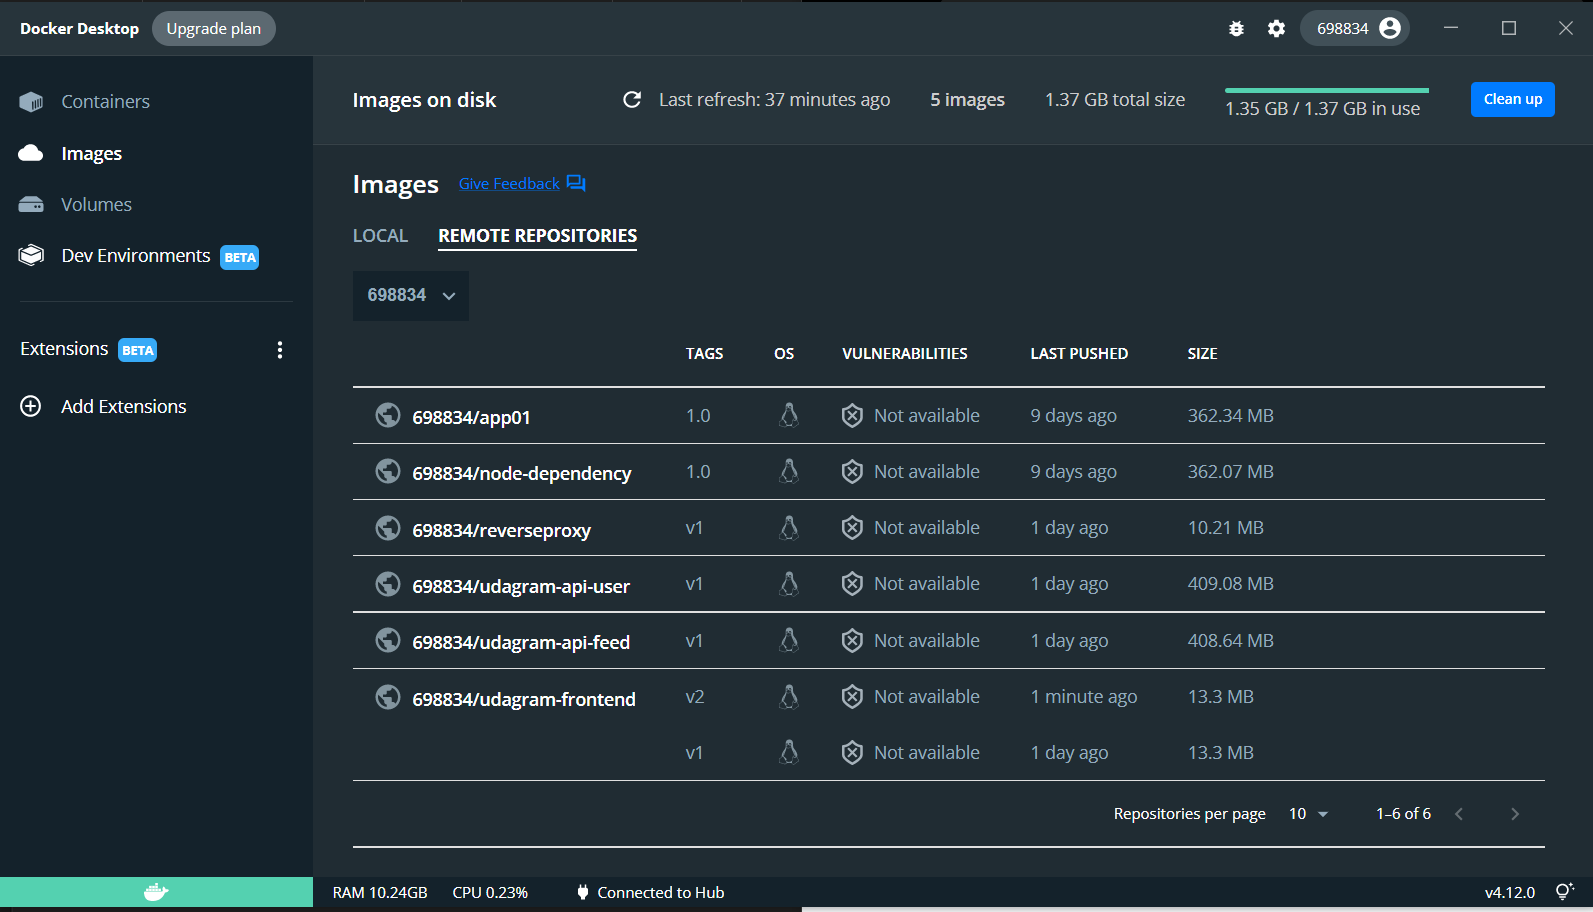 Docker Desktop Upgrade plan 698834
Containers
Images
Volumes
Dev Environments BETA
Extensions BETA
Add Extensions
Images on disk Last refresh: 37 minutes ago 5 images 1.37 GB total size 1.35 GB / 1.37 GB in use Clean up
Images Give Feedback
LOCAL REMOTE REPOSITORIES
698834
TAGS OS VULNERABILITIES LAST PUSHED SIZE
698834/app01 1.0 Not available 9 days ago 362.34 MB
698834/node-dependency 1.0 Not available 9 days ago 362.07 MB
698834/reverseproxy v1 Not available 1 day ago 10.21 MB
698834/udagram-api-user v1 Not available 1 day ago 409.08 MB
698834/udagram-api-feed v1 Not available 1 day ago 408.64 MB
698834/udagram-frontend v2 Not available 1 minute ago 13.3 MB
v1 Not available 1 day ago 13.3 MB
Repositories per page 10 1–6 of 6
RAM 10.24GB CPU 0.23% Connected to Hub v4.12.0